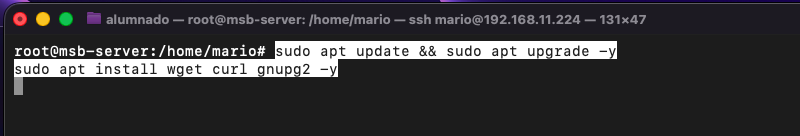 alumnado — root@msb-server: /home/mario — ssh mario@192.168.11.224 — 131×47
root@msb-server:/home/mario# sudo apt update && sudo apt upgrade -y
sudo apt install wget curl gnupg2 -y